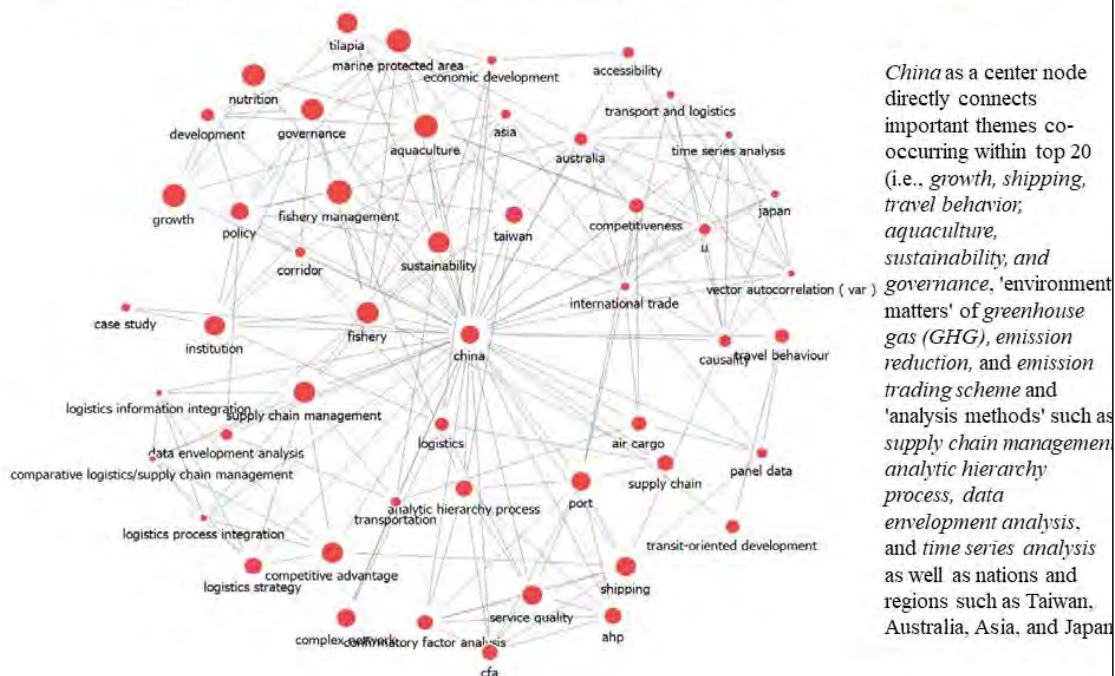 tilapia
marine protected area
economic development
accessibility
nutrition
transport and logistics
development
governance
asia
aquaculture
time series analysis
australia
growth
policy
fishery management
taiwan
competitiveness
japan
u
corridor
sustainability
international trade
vector autocorrelation ( var )
case study
institution
fishery
china
causality
travel behaviour
logistics information integration
supply chain management
data envelopment analysis
logistics
air cargo
comparative logistics/supply chain management
supply chain
panel data
analytic hierarchy process
transportation
port
logistics process integration
transit-oriented development
competitive advantage
logistics strategy
shipping
service quality
complex network
confirmatory factor analysis
ahp
cfa
China as a center node
directly connects
important themes co-
occurring within top 20
(i.e., growth, shipping,
travel behavior,
aquaculture,
sustainability, and
governance, 'environment
matters' of greenhouse
gas (GHG), emission
reduction, and emission
trading scheme and
'analysis methods' such as
supply chain management
analytic hierarchy
process, data
envelopment analysis,
and time series analysis
as well as nations and
regions such as Taiwan,
Australia, Asia, and Japan